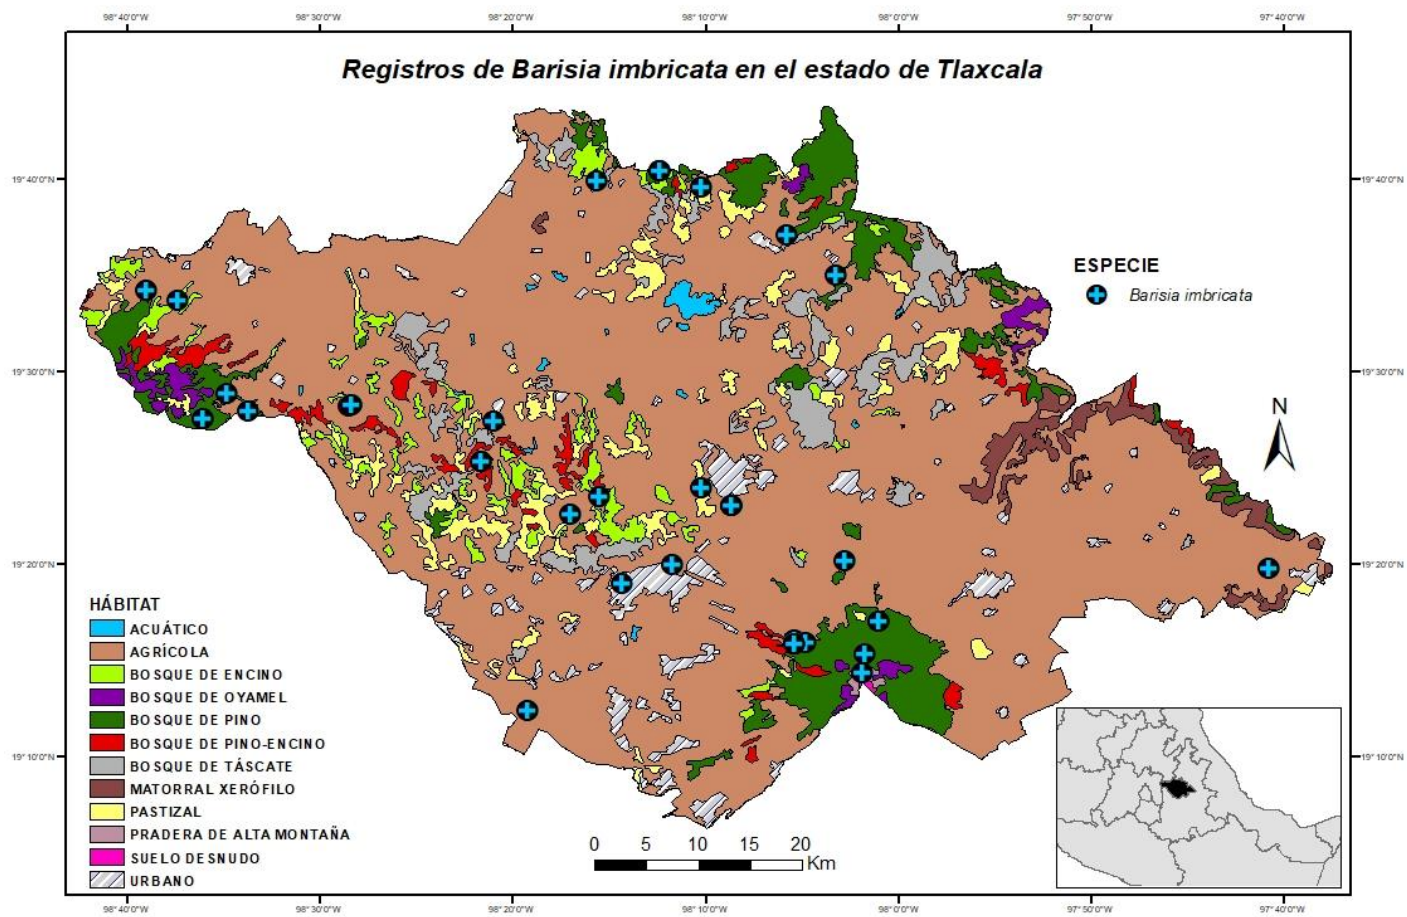 98°40'0"W 98°30'0"W 98°20'0"W 98°10'0"W 98°0'0"W 97°50'0"W 97°40'0"W
Registros de Barisia imbricata en el estado de Tlaxcala
19°40'0"N 19°40'0"N
ESPECIE
Barisia imbricata
19°30'0"N 19°30'0"N
N
19°20'0"N 19°20'0"N
HÁBITAT
ACUÁTICO
AGRÍCOLA
BOSQUE DE ENCINO
BOSQUE DE OYAMEL
BOSQUE DE PINO
BOSQUE DE PINO-ENCINO
19°10'0"N 19°10'0"N
BOSQUE DE TÁSCATE
MATORRAL XERÓFILO
PASTIZAL
PRADERA DE ALTA MONTAÑA
SUELO DESNUDO
URBANO
0 5 10 15 20
Km
98°40'0"W 98°30'0"W 98°20'0"W 98°10'0"W 98°0'0"W 97°50'0"W 97°40'0"W